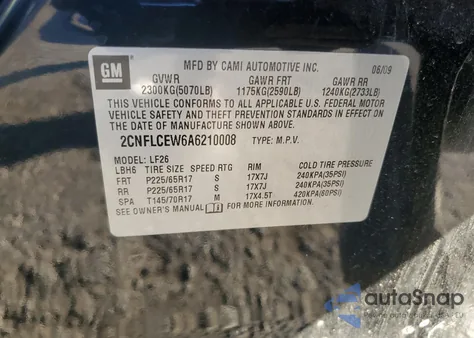 GM
MFD BY CAMI AUTOMOTIVE INC. 06/09
GVWR GAWR FRT GAWR RR
2300KG(5070LB) 1175KG(2590LB) 1240KG(2733LB)
THIS VEHICLE CONFORMS TO ALL APPLICABLE U.S. FEDERAL MOTOR
VEHICLE SAFETY, BUMPER, AND THEFT PREVENTION STANDARDS IN EFFECT
ON THE DATE OF MANUFACTURE SHOWN ABOVE.
2CNFLCEW6A6210008 TYPE: M.P.V.
MODEL: LF26
LBH6 TIRE SIZE SPEED RTG RIM COLD TIRE PRESSURE
FRT P225/65R17 S 17X7J 240KPA(35PSI)
RR P225/65R17 S 17X7J 240KPA(35PSI)
SPA T145/70R17 M 17X4.5T 420KPA(60PSI)
SEE OWNER'S MANUAL FOR MORE INFORMATION.
autoSnap